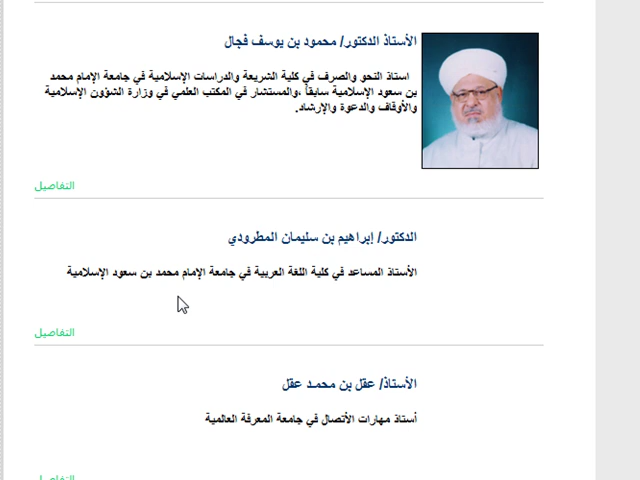 الأستاذ الدكتور/ محمود بن يوسف فجال
استاذ النحو والصرف في كلية الشريعة والدراسات الإسلامية في جامعة الإمام محمد
بن سعود الإسلامية سابقاً ،والمستشار في المكتب العلمي في وزارة الشؤون الإسلامية
والأوقاف والدعوة والإرشاد.
التفاصيل
الدكتور/ إبراهيم بن سليمان المطرودي
الأستاذ المساعد في كلية اللغة العربية في جامعة الإمام محمد بن سعود الإسلامية
التفاصيل
الأستاذ/ عقل بن محمد عقل
أستاذ مهارات الأتصال في جامعة المعرفة العالمية
التفاصيل